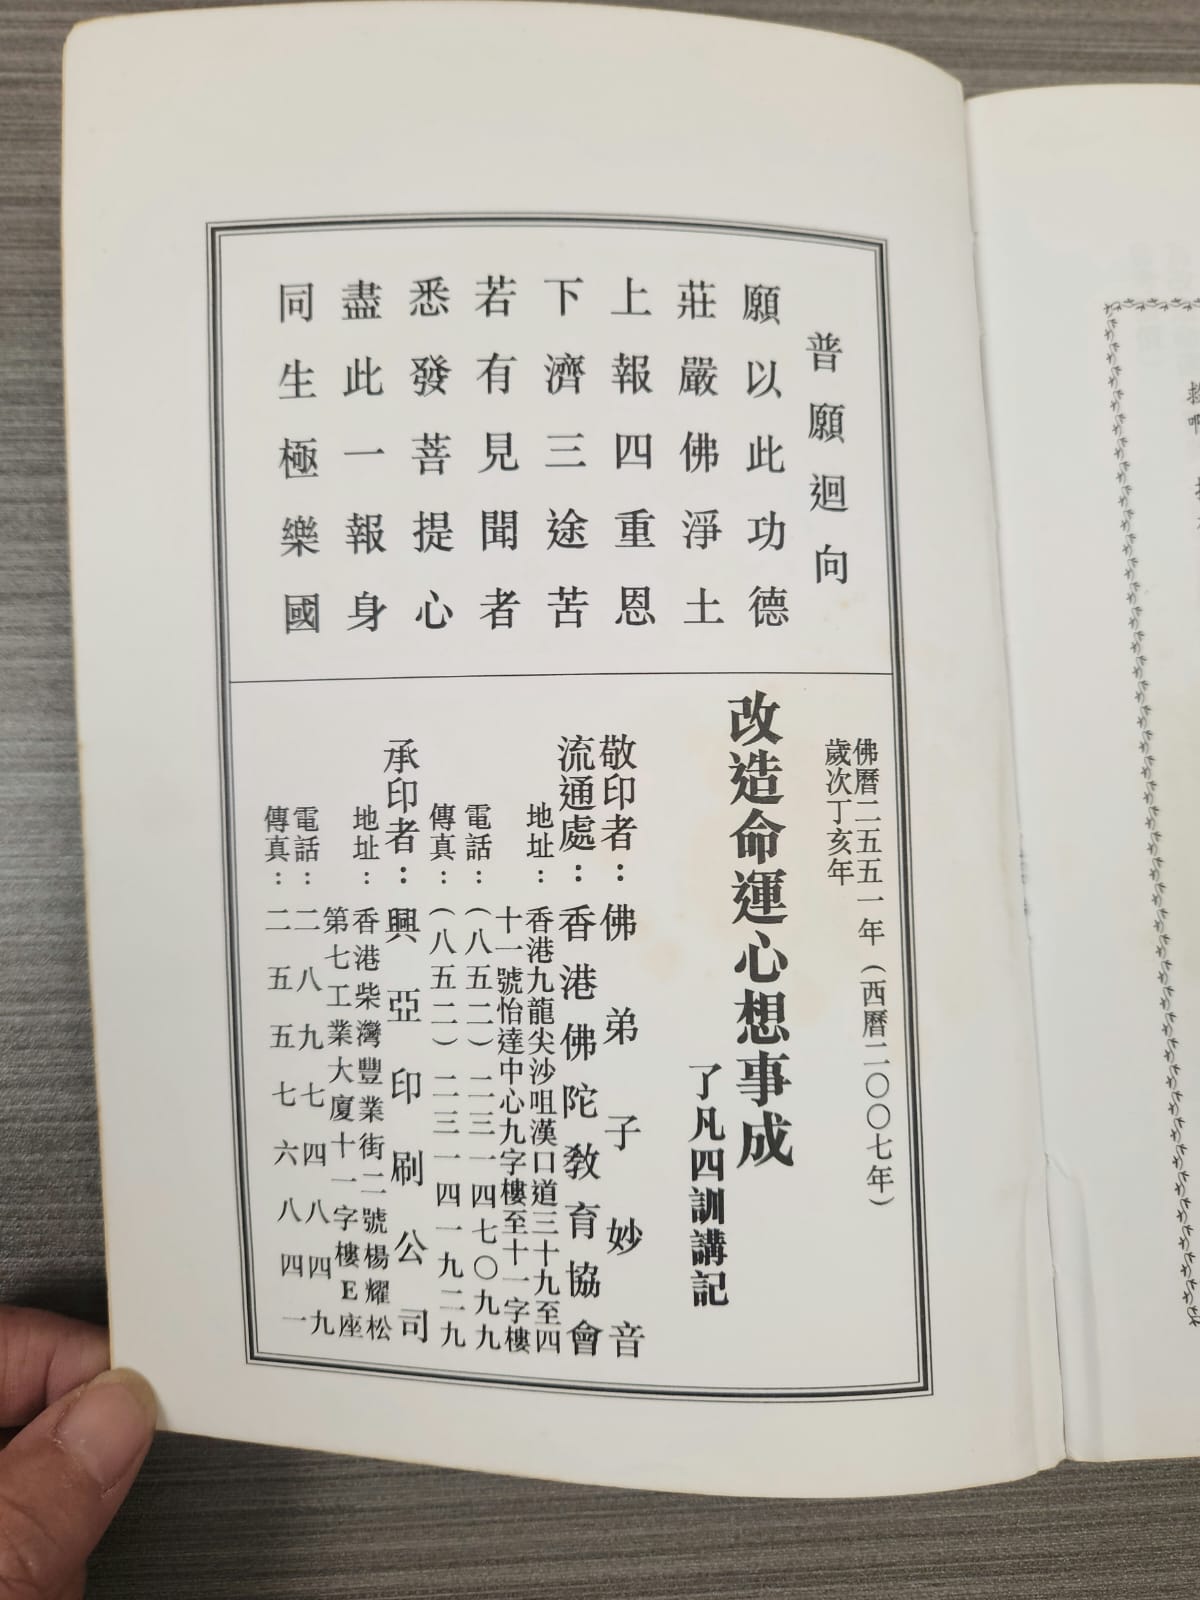 普願迴向
願以此功德
莊嚴佛淨土
上報四重恩
下濟三途苦
若有見聞者
悉發菩提心
盡此一報身
同生極樂國
佛曆二五五一年（西曆二〇〇七年）
歲次丁亥年
改造命運心想事成
了凡四訓講記
敬印者：佛弟子妙音
流通處：香港佛陀教育協會
地址：香港九龍尖沙咀漢口道三十九至四
十一號怡達中心九字樓至十一字樓
電話：（八五二）二三一四七〇九九
傳真：（八五二）二三一四一九二九
承印者：興亞印刷公司
地址：香港柴灣豐業街二號楊耀松
第七工業大廈十一字樓E座
電話：二八九七四八四九
傳真：二五五七六八四一